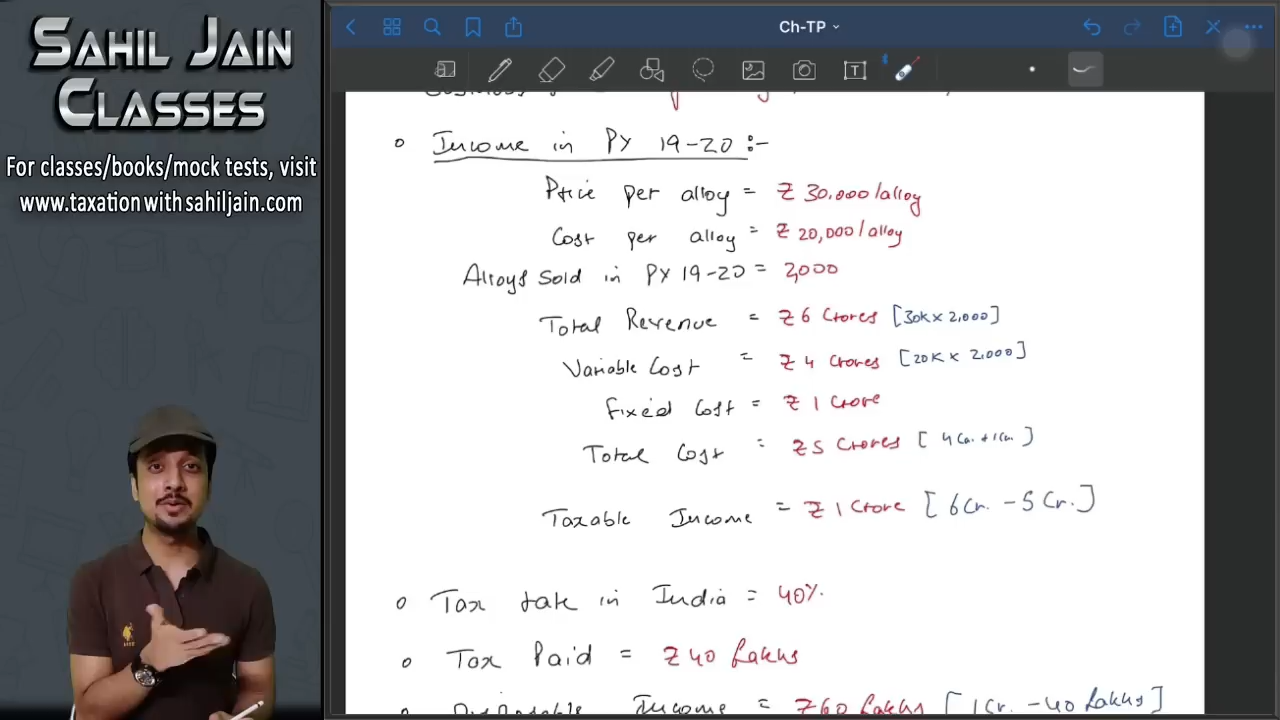 SAHIL JAIN
CLASSES
For classes/books/mock tests, visit
www.taxationwithsahiljain.com
Ch-TP
T
Income in PY 19-20 :-
Price per alloy = ₹ 30,000/alloy
Cost per alloy = ₹ 20,000/alloy
Alloys Sold in PY 19-20 = 2,000
Total Revenue = ₹ 6 Crores [30K x 2,000]
Variable Cost = ₹ 4 Crores [20K x 2,000]
Fixed Cost = ₹ 1 Crore
Total Cost = ₹ 5 Crores [4 Cr. + 1 Cr.]
Taxable Income = ₹ 1 Crore [6 Cr. - 5 Cr.]
Tax rate in India = 40%
Tax Paid = ₹ 40 Lakhs
Income = ₹ 60 Lakhs [1 Cr. - 40 Lakhs]